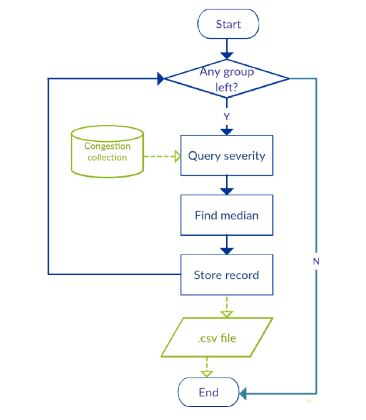 Start
Any group
left?
Y
Congestion
collection
Query severity
Find median
N
Store record
.csv file
End